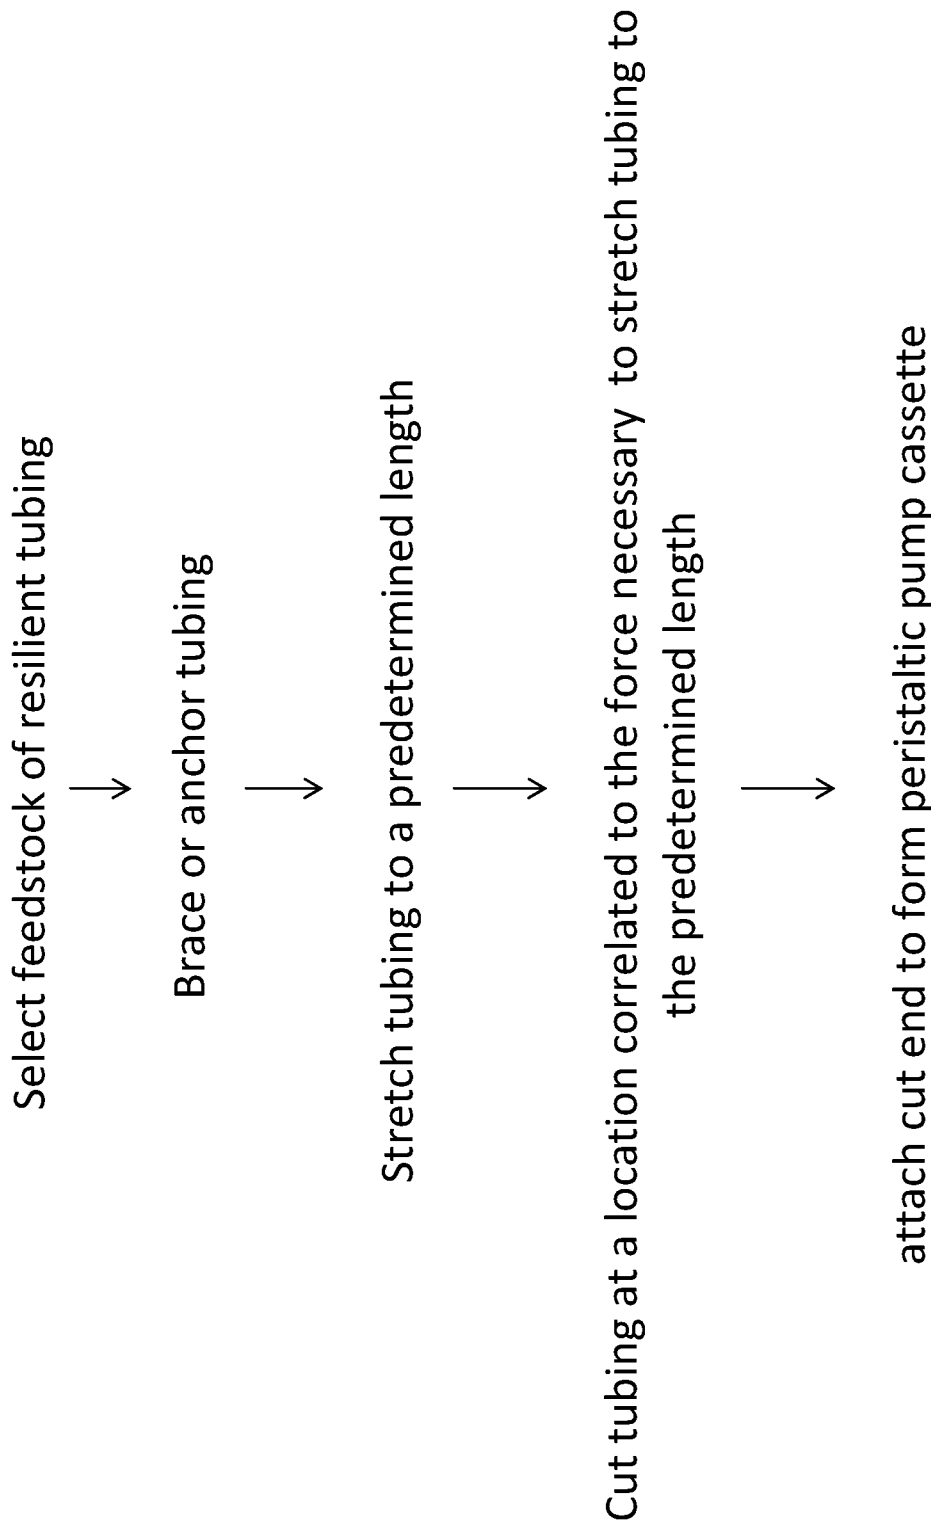 Select feedstock of resilient tubing
Brace or anchor tubing
Stretch tubing to a predetermined length
Cut tubing at a location correlated to the force necessary to stretch tubing to
the predetermined length
attach cut end to form peristaltic pump cassette